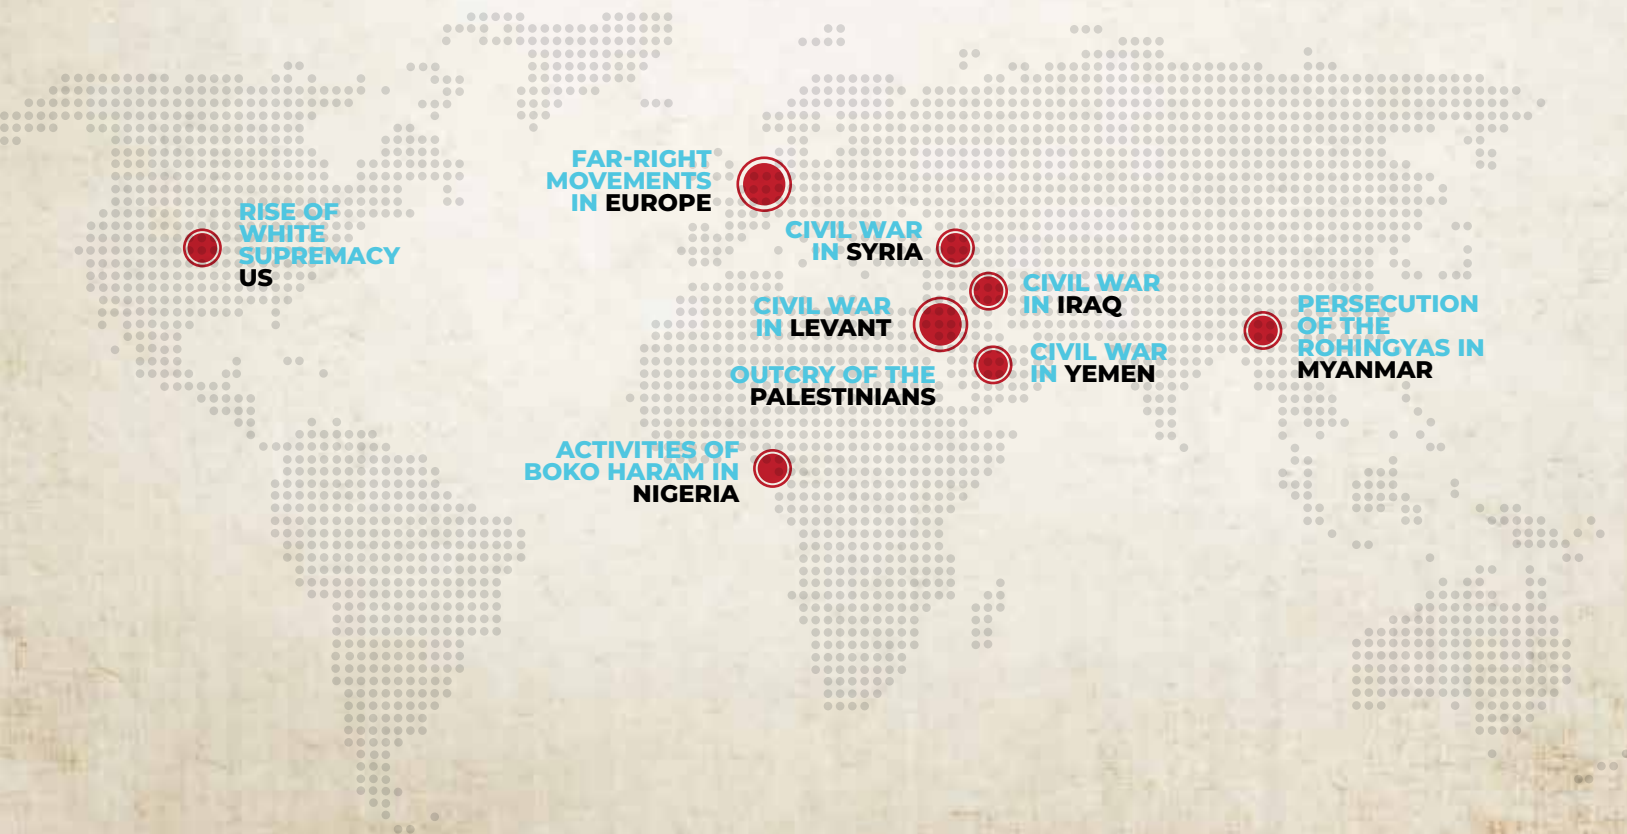 FAR-RIGHT
MOVEMENTS
IN EUROPE
RISE OF
WHITE
SUPREMACY
US
CIVIL WAR
IN SYRIA
CIVIL WAR
IN IRAQ
CIVIL WAR
IN LEVANT
PERSECUTION
OF THE
ROHINGYAS IN
MYANMAR
CIVIL WAR
IN YEMEN
OUTCRY OF THE
PALESTINIANS
ACTIVITIES OF
BOKO HARAM IN
NIGERIA